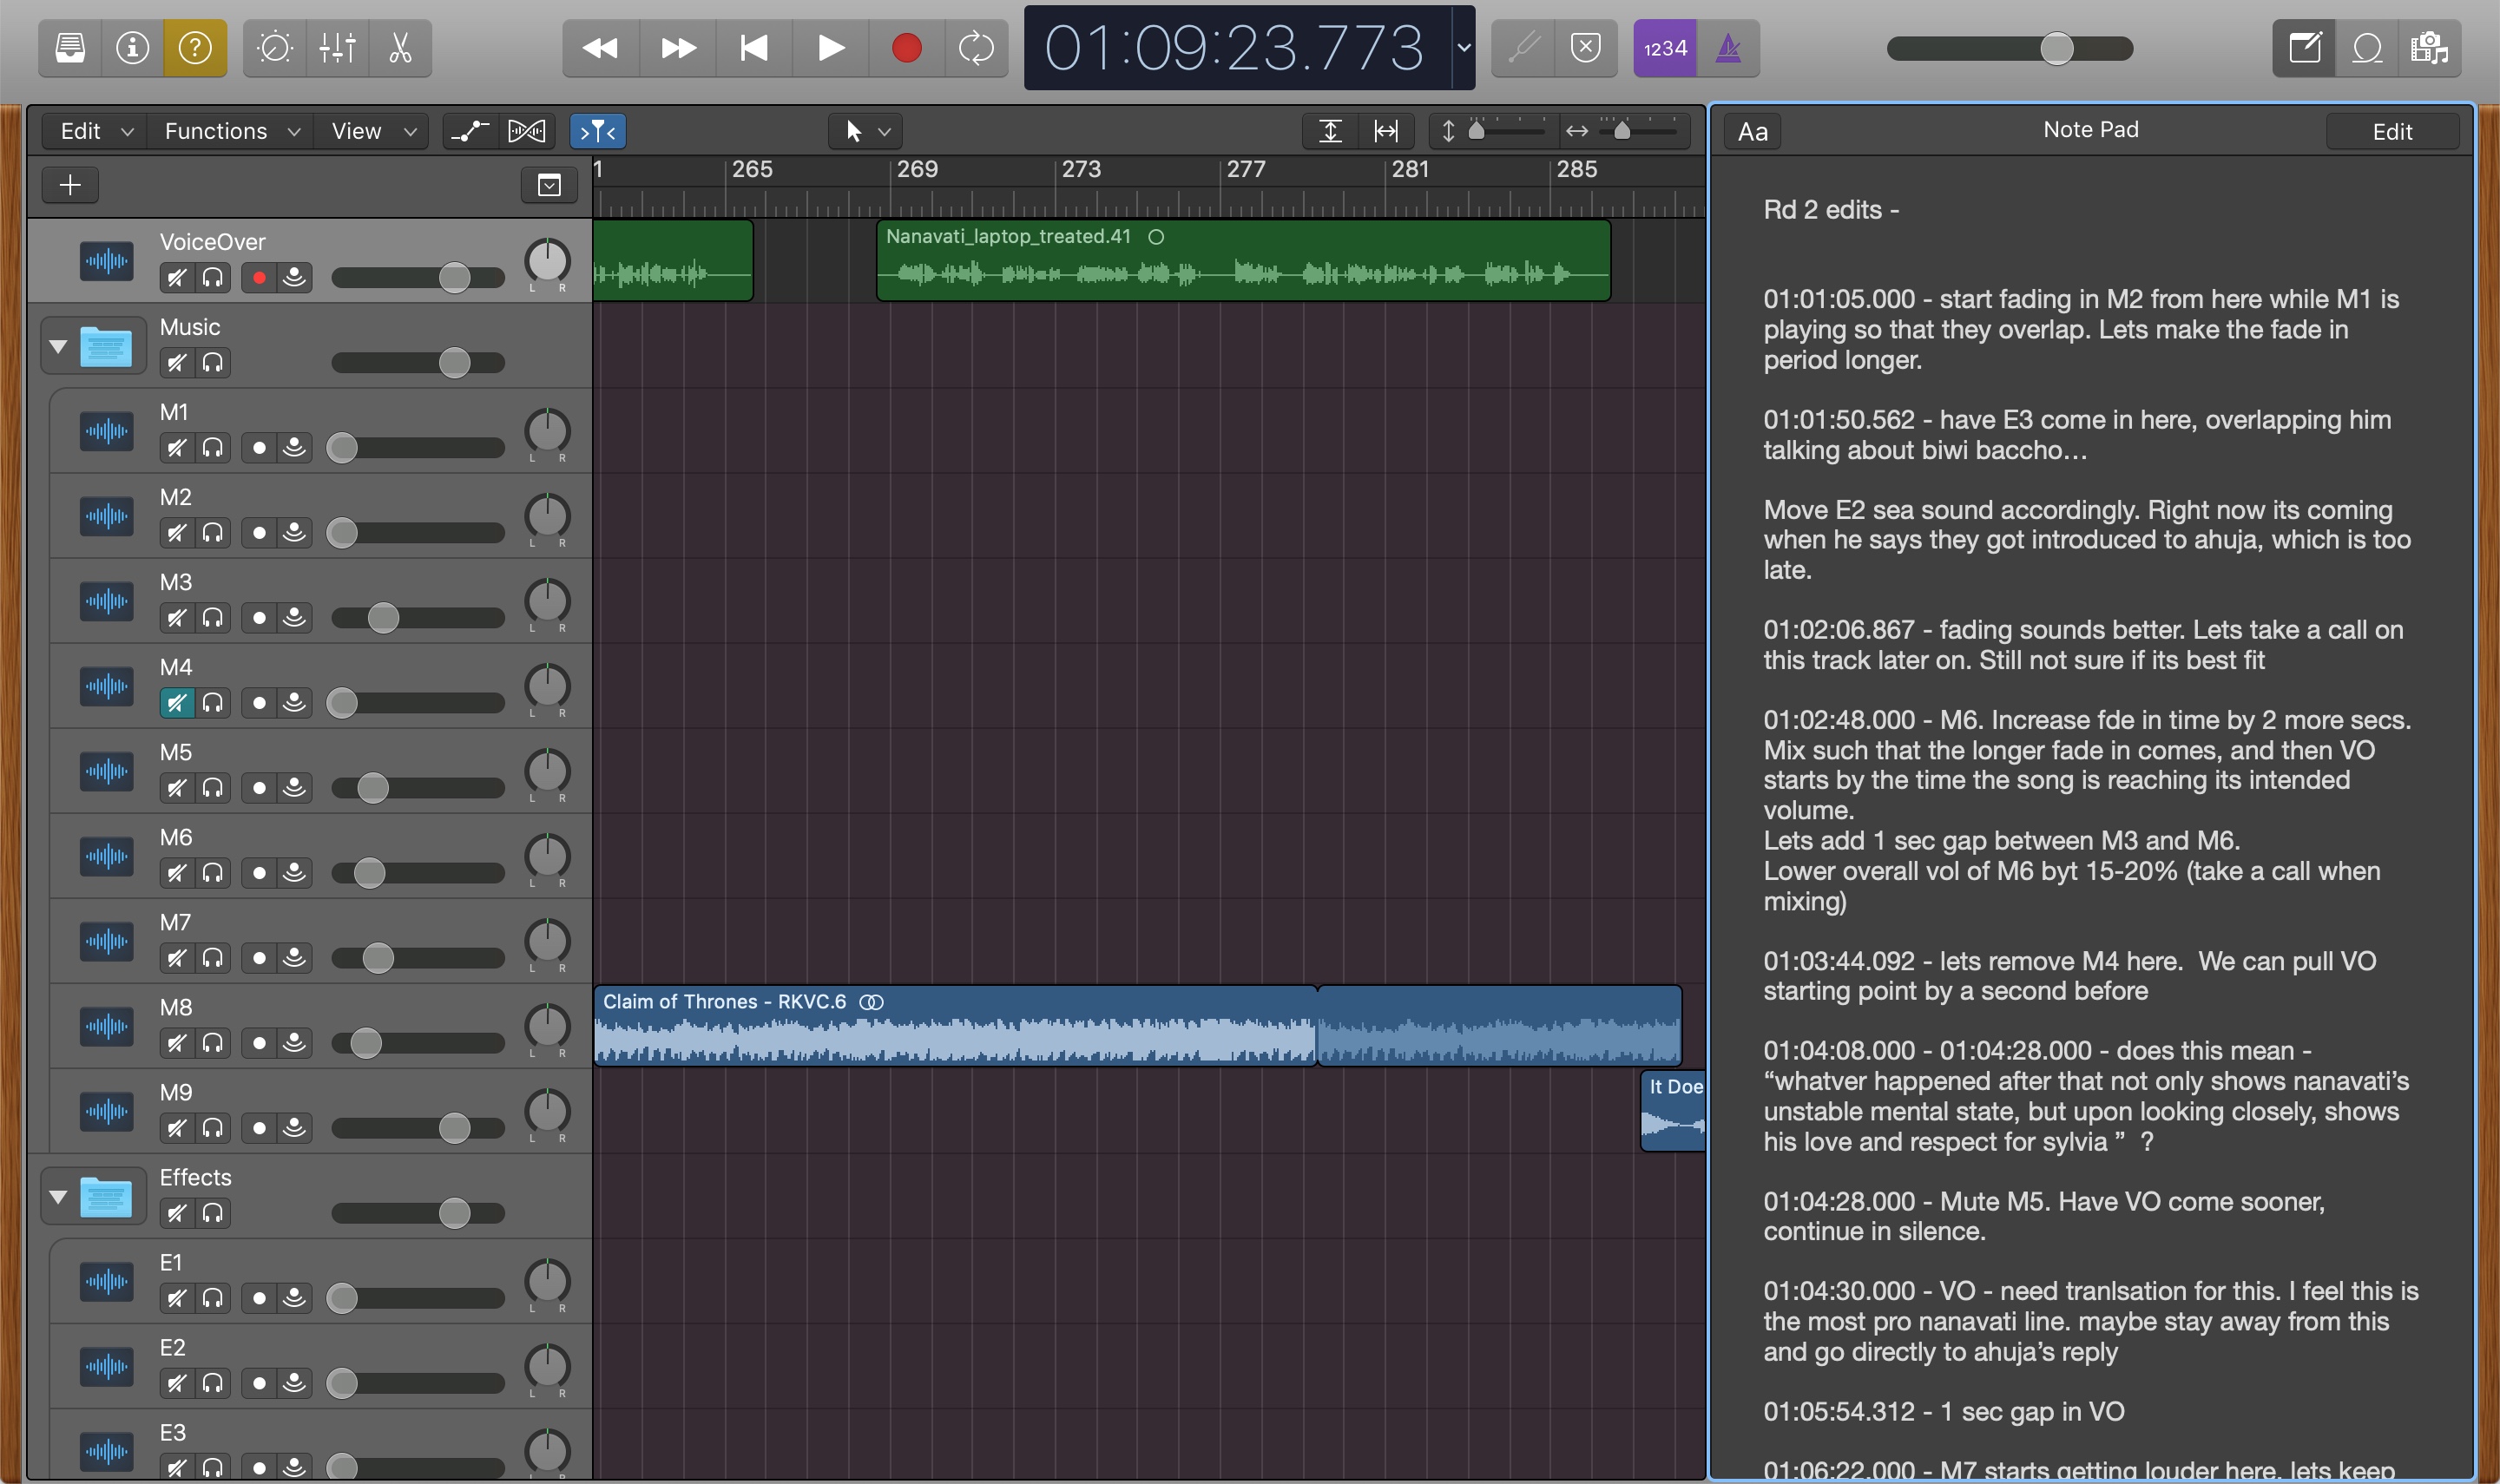 01:09:23.773
1234
Edit
Functions
View
Aa
Note Pad
Edit
1
265
269
273
277
281
285
VoiceOver
L R
Nanavati_laptop_treated.41
Music
M1
L R
M2
L R
M3
L R
M4
L R
M5
L R
M6
L R
M7
L R
M8
L R
Claim of Thrones - RKVC.6
M9
L R
It Doe
Effects
E1
L R
E2
L R
E3
Rd 2 edits -
01:01:05.000 - start fading in M2 from here while M1 is
playing so that they overlap. Lets make the fade in
period longer.
01:01:50.562 - have E3 come in here, overlapping him
talking about biwi baccho...
Move E2 sea sound accordingly. Right now its coming
when he says they got introduced to ahuja, which is too
late.
01:02:06.867 - fading sounds better. Lets take a call on
this track later on. Still not sure if its best fit
01:02:48.000 - M6. Increase fde in time by 2 more secs.
Mix such that the longer fade in comes, and then VO
starts by the time the song is reaching its intended
volume.
Lets add 1 sec gap between M3 and M6.
Lower overall vol of M6 byt 15-20% (take a call when
mixing)
01:03:44.092 - lets remove M4 here.  We can pull VO
starting point by a second before
01:04:08.000 - 01:04:28.000 - does this mean -
“whatver happened after that not only shows nanavati’s
unstable mental state, but upon looking closely, shows
his love and respect for sylvia ”  ?
01:04:28.000 - Mute M5. Have VO come sooner,
continue in silence.
01:04:30.000 - VO - need tranlsation for this. I feel this is
the most pro nanavati line. maybe stay away from this
and go directly to ahuja’s reply
01:05:54.312 - 1 sec gap in VO
01:06:22.000 - M7 starts getting louder here. lets keep